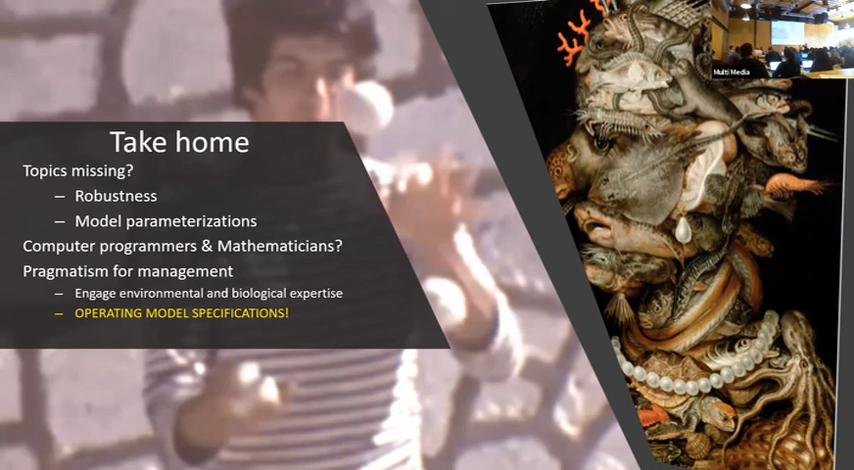 Take home
Topics missing?
– Robustness
– Model parameterizations
Computer programmers & Mathematicians?
Pragmatism for management
– Engage environmental and biological expertise
– OPERATING MODEL SPECIFICATIONS!
Multi Media